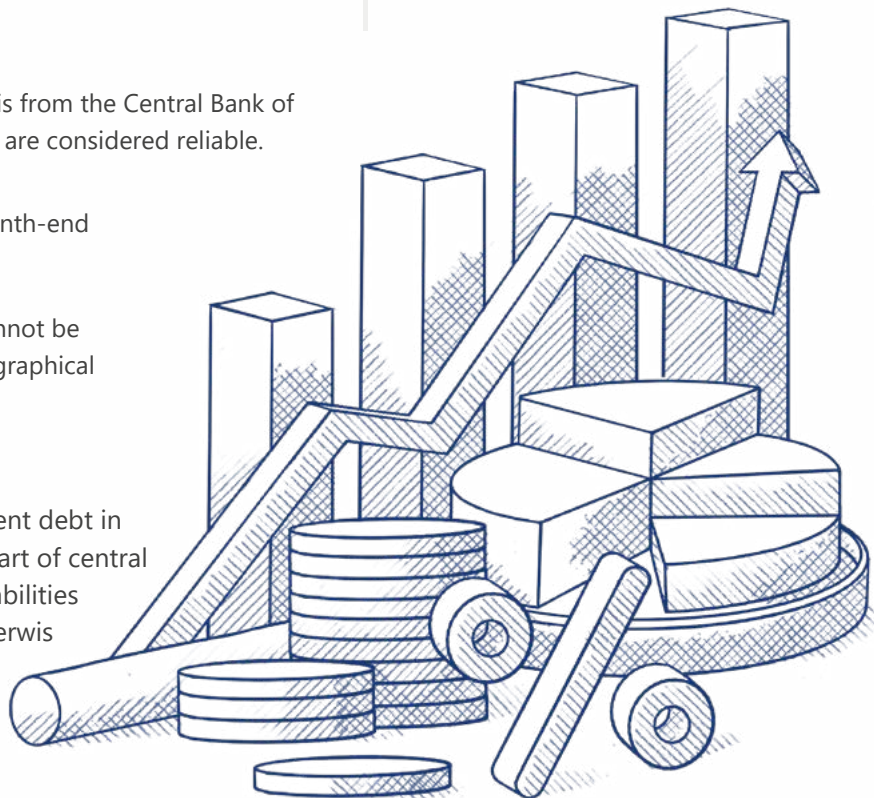 is from the Central Bank of
are considered reliable.
nth-end
nnot be
graphical
ent debt in
art of central
abilities
erwis